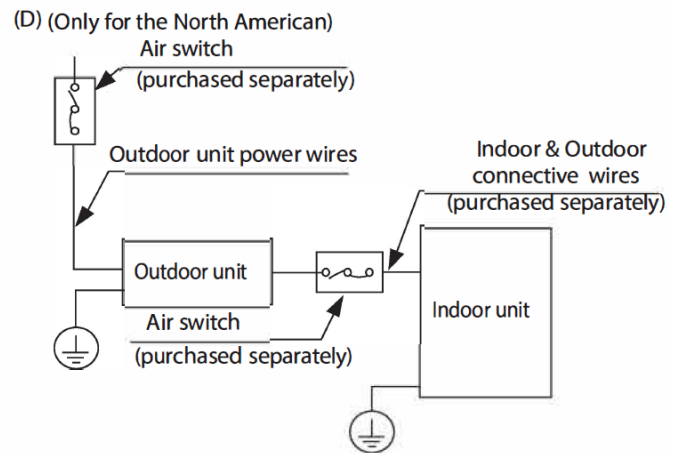 (D) (Only for the North American)
Air switch
(purchased separately)
Outdoor unit power wires
Indoor & Outdoor
connective wires
(purchased separately)
Outdoor unit
Indoor unit
Air switch
(purchased separately)